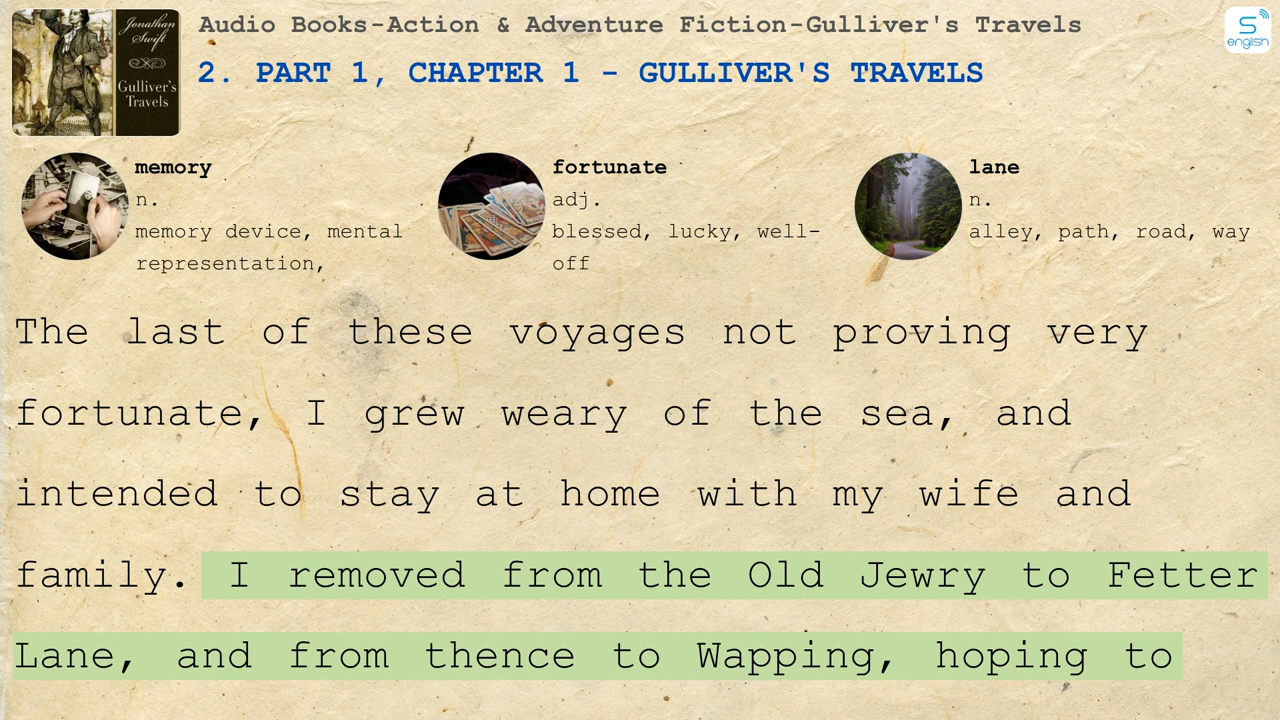 Jonathan
Swift
Gulliver's
Travels
Audio Books-Action & Adventure Fiction-Gulliver's Travels
2. PART 1, CHAPTER 1 - GULLIVER'S TRAVELS
S
english
memory
n.
memory device, mental
representation,
fortunate
adj.
blessed, lucky, well-
off
lane
n.
alley, path, road, way
The last of these voyages not proving very
fortunate, I grew weary of the sea, and
intended to stay at home with my wife and
family. I removed from the Old Jewry to Fetter
Lane, and from thence to Wapping, hoping to